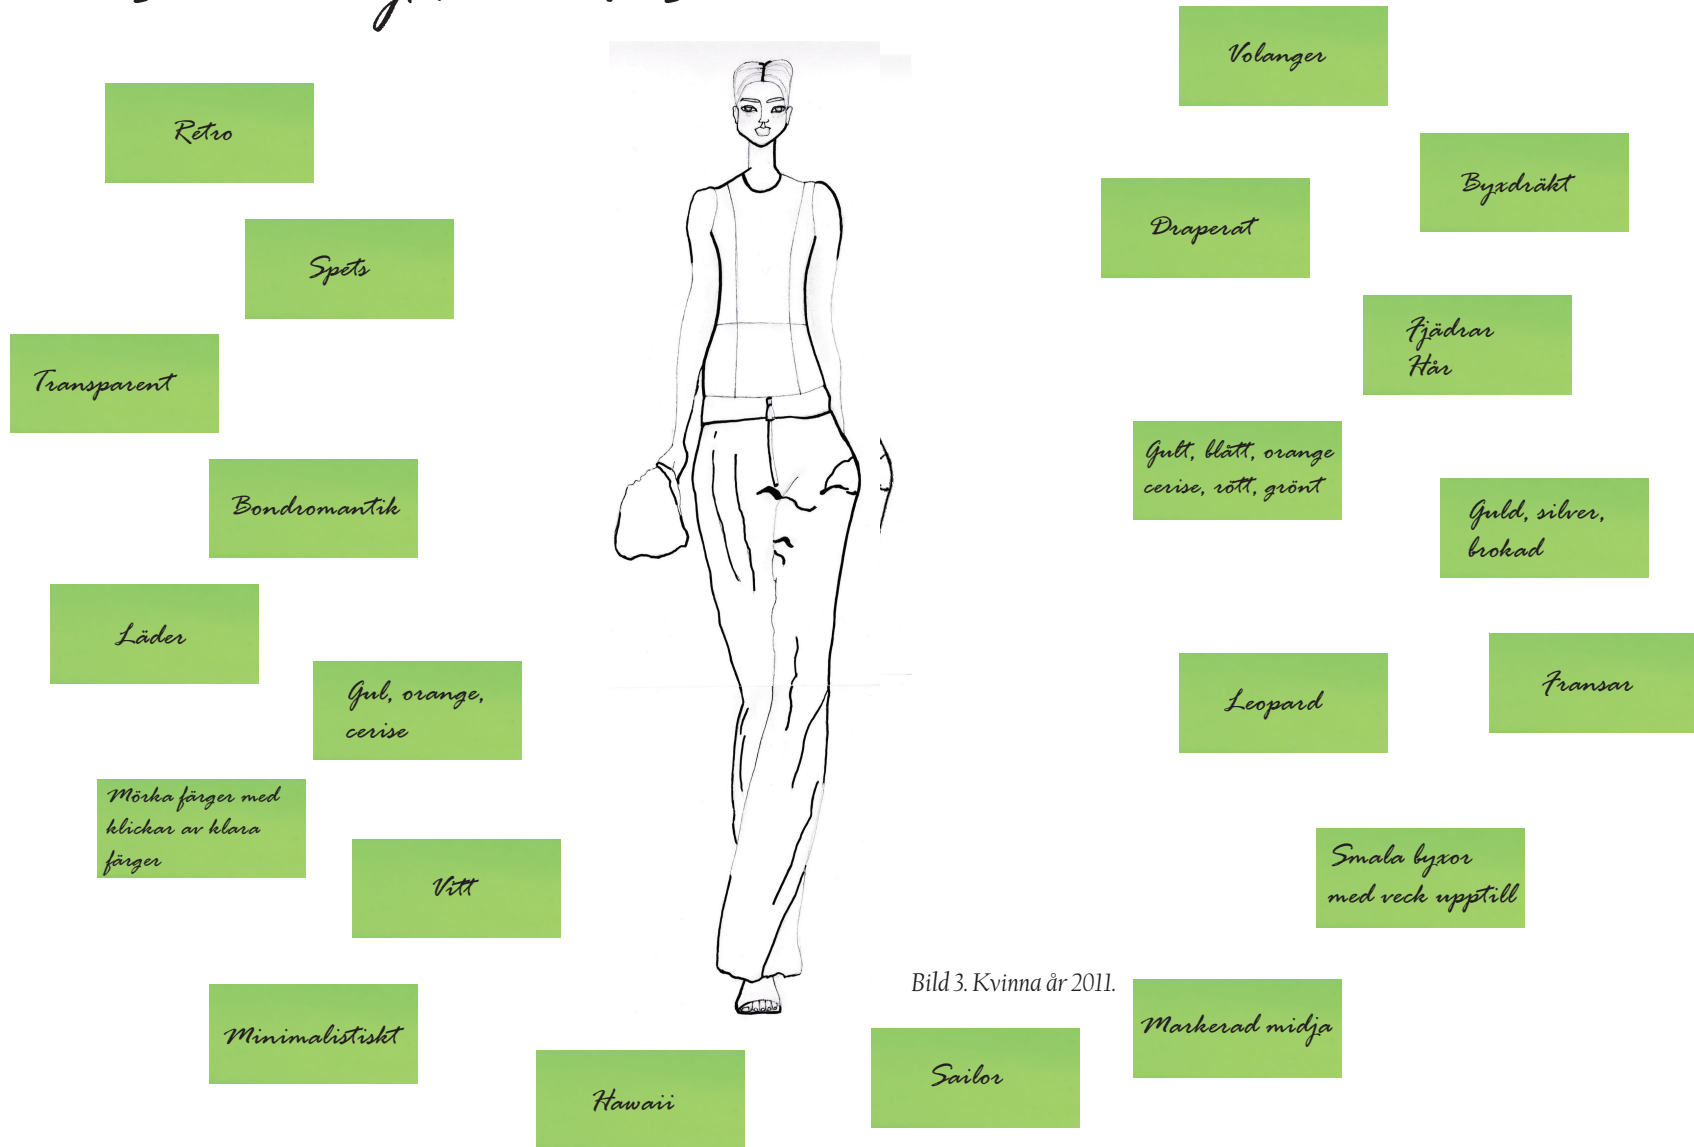 Volanger
Retro
Byxdräkt
Draperat
Spets
Fjädrar
Hår
Transparent
Gult, blått, orange
cerise, rött, grönt
Bondromantik
Guld, silver,
brokad
Läder
Fransar
Gul, orange,
cerise
Leopard
Mörka färger med
klickar av klara
färger
Smala byxor
med veck upptill
Vitt
Bild 3. Kvinna år 2011.
Markerad midja
Minimalistiskt
Sailor
Hawaii